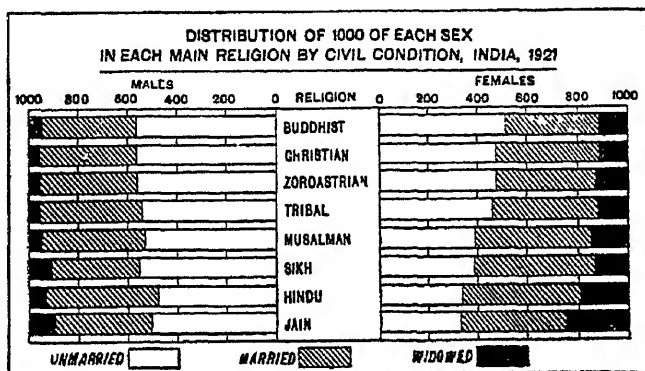 DISTRIBUTION OF 1000 OF EACH SEX
IN EACH MAIN RELIGION BY CIVIL CONDITION, INDIA, 1921
MALES FEMALES
1000 800 600 400 200 0 RELIGION 0 200 400 600 800 1000
BUDDHIST
CHRISTIAN
ZOROASTRIAN
TRIBAL
MUSALMAN
SIKH
HINDU
JAIN
UNMARRIED MARRIED WIDOWED